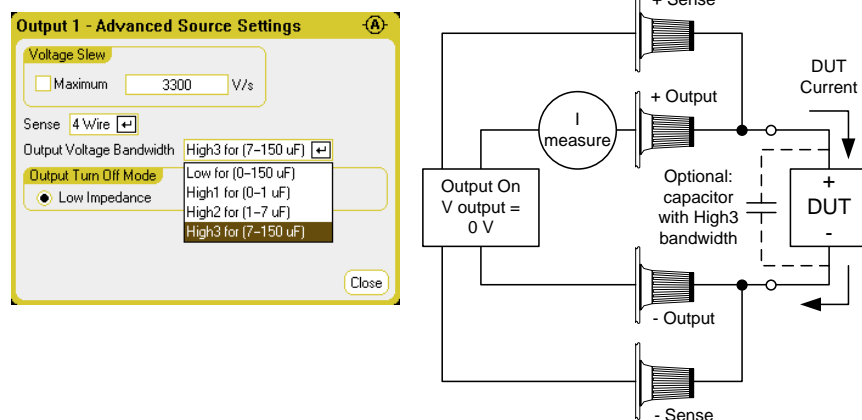 Output 1 - Advanced Source Settings
A
Voltage Slew
Maximum 3300 V/s
Sense 4 Wire
Output Voltage Bandwidth High3 for (7-150 uF)
Low for (0-150 uF)
High1 for (0-1 uF)
High2 for (1-7 uF)
High3 for (7-150 uF)
Output Turn Off Mode
Low Impedance
Close
+ Sense
+ Output
I
measure
DUT
Current
Output On
V output =
0 V
Optional:
capacitor
with High3
bandwidth
+
DUT
-
- Output
- Sense